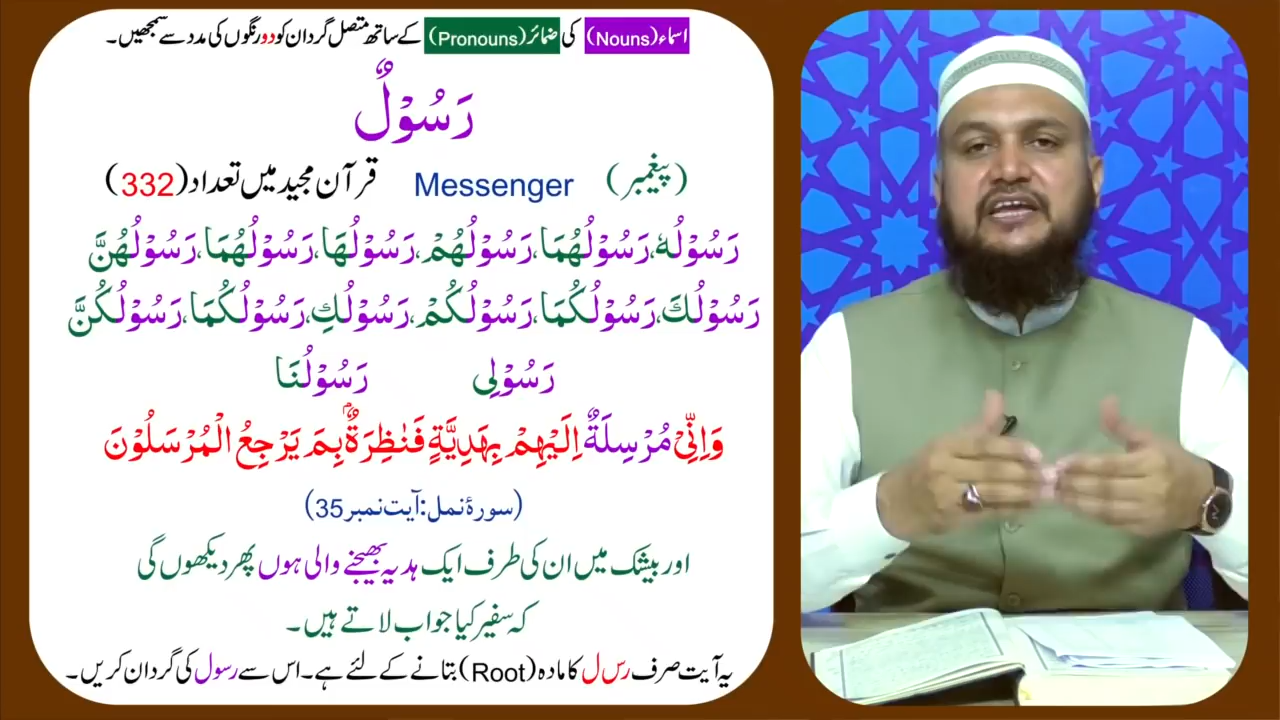 اسماء(Nouns) کی ضمائر(Pronouns) کے ساتھ متصل گردان کو دو رنگوں کی مدد سے سمجھیں۔
رَسُوْلٌ
(پیغمبر) Messenger قرآن مجید میں تعداد(332)
رَسُوْلُهٗ،رَسُوْلُهُمَا،رَسُوْلُهُمْ،رَسُوْلُهَا،رَسُوْلُهُمَا،رَسُوْلُهُنَّ
رَسُوْلُكَ،رَسُوْلُكُمَا،رَسُوْلُكُمْ،رَسُوْلُكِ،رَسُوْلُكُمَا،رَسُوْلُكُنَّ
رَسُوْلِی رَسُوْلُنَا
وَاِنِّیْ مُرْسِلَةٌ اِلَیْهِمْ بِهَدِیَّةٍ فَنٰظِرَةٌۢ بِمَ یَرْجِعُ الْمُرْسَلُوْنَ
(سورۂ نمل:آیت نمبر35)
اور بیشک میں ان کی طرف ایک ہدیہ بھیجنے والی ہوں پھر دیکھوں گی
کہ سفیر کیا جواب لاتے ہیں۔
یہ آیت صرف رس ل کا مادہ(Root) بتانے کے لئے ہے۔اس سے رسول کی گردان کریں۔